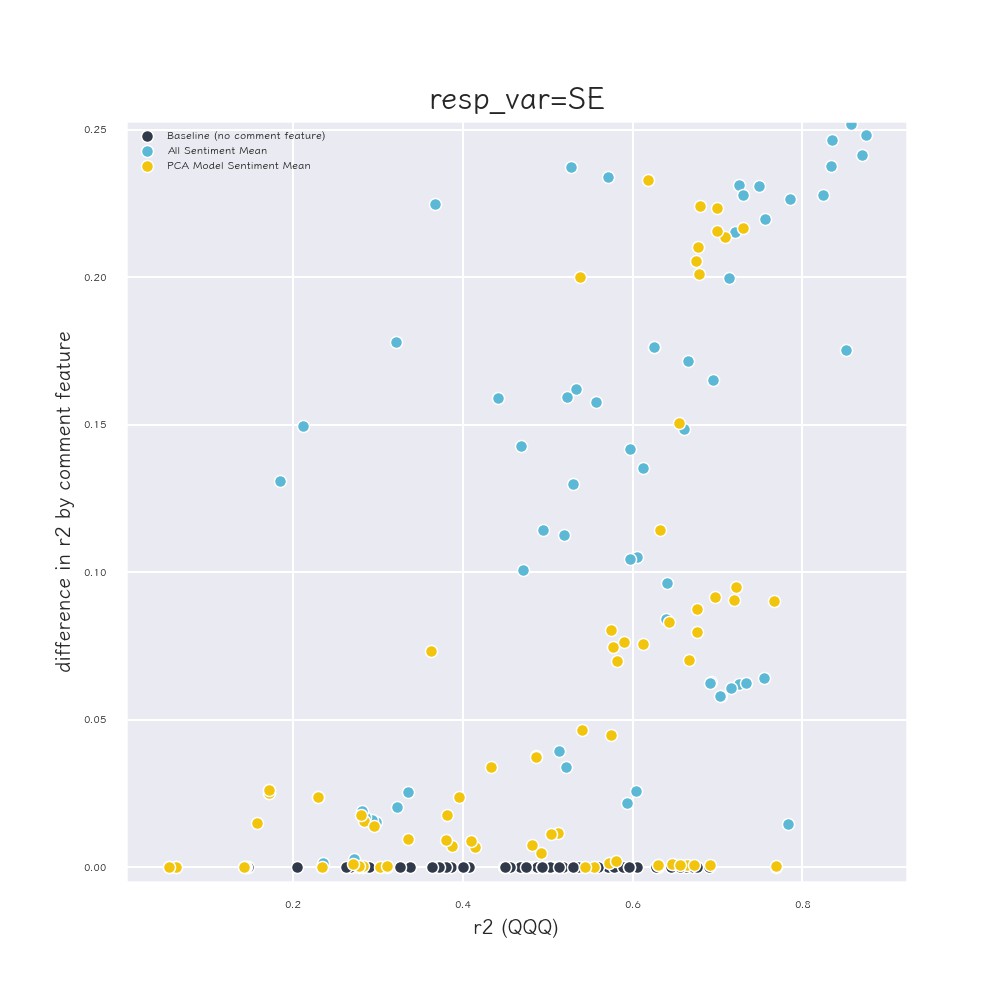 resp_var=SE
Baseline (no comment feature)
All Sentiment Mean
PCA Model Sentiment Mean
0.25
0.20
0.15
0.10
0.05
0.00
difference in r2 by comment feature
0.2 0.4 0.6 0.8
r2 (QQQ)